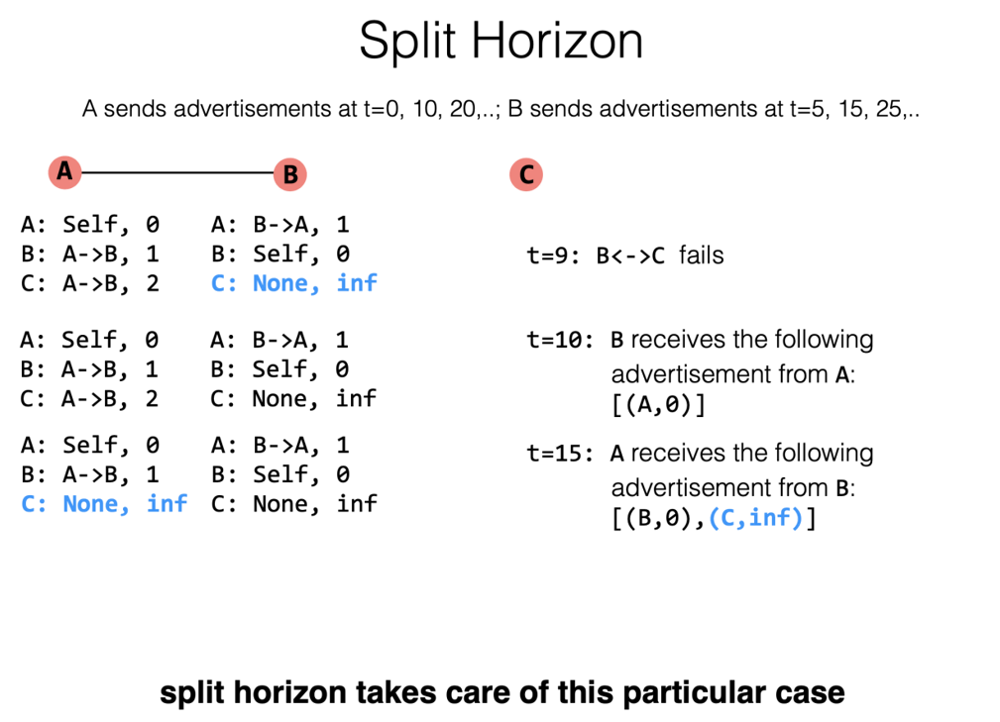 Split Horizon
A sends advertisements at t=0, 10, 20,..; B sends advertisements at t=5, 15, 25,..
A B C
A: Self, 0 A: B->A, 1
B: A->B, 1 B: Self, 0
C: A->B, 2 C: None, inf
t=9: B<->C fails
A: Self, 0 A: B->A, 1
B: A->B, 1 B: Self, 0
C: A->B, 2 C: None, inf
t=10: B receives the following
advertisement from A:
[(A,0)]
A: Self, 0 A: B->A, 1
B: A->B, 1 B: Self, 0
C: None, inf C: None, inf
t=15: A receives the following
advertisement from B:
[(B,0),(C,inf)]
split horizon takes care of this particular case